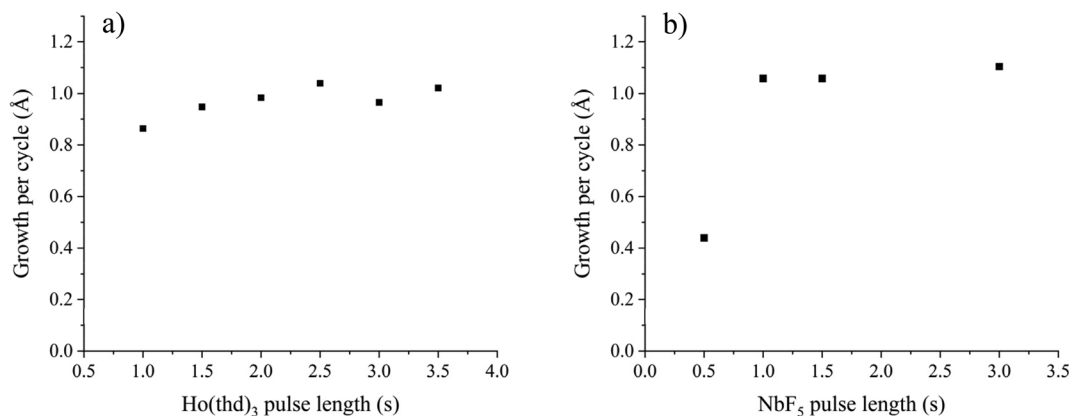 a)
1.2
1.0
0.8
0.6
0.4
0.2
0.0
Growth per cycle (Å)
0.5 1.0 1.5 2.0 2.5 3.0 3.5 4.0
Ho(thd)₃ pulse length (s)
b)
1.2
1.0
0.8
0.6
0.4
0.2
0.0
Growth per cycle (Å)
0.0 0.5 1.0 1.5 2.0 2.5 3.0 3.5
NbF₅ pulse length (s)